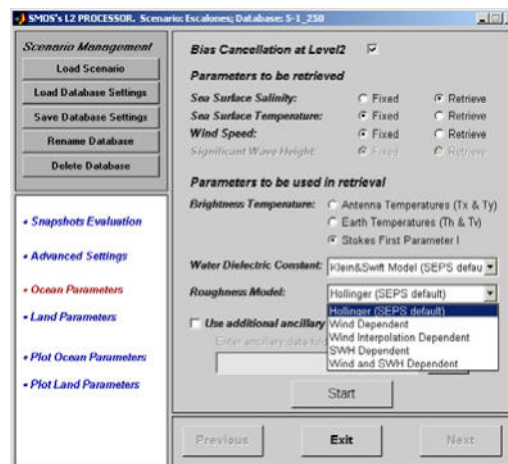 SMOS's L2 PROCESSOR. Scenario: Escalones; Database: S-1_250
Scenario Management
Load Scenario
Load Database Settings
Save Database Settings
Rename Database
Delete Database
• Snapshots Evaluation
• Advanced Settings
• Ocean Parameters
• Land Parameters
• Plot Ocean Parameters
• Plot Land Parameters
Bias Cancellation at Level2
Parameters to be retrieved
Sea Surface Salinity: Fixed Retrieve
Sea Surface Temperature: Fixed Retrieve
Wind Speed: Fixed Retrieve
Significant Wave Height: Fixed Retrieve
Parameters to be used in retrieval
Brightness Temperature: Antenna Temperatures (Tx & Ty)
Earth Temperatures (Th & Tv)
Stokes First Parameter I
Water Dielectric Constant: Klein&Swift Model (SEPS defau
Roughness Model: Hollinger (SEPS default)
Hollinger (SEPS default)
Wind Dependent
Wind Interpolation Dependent
SWH Dependent
Wind and SWH Dependent
Use additional ancillary
Enter ancillary data fold
Start
Previous Exit Next